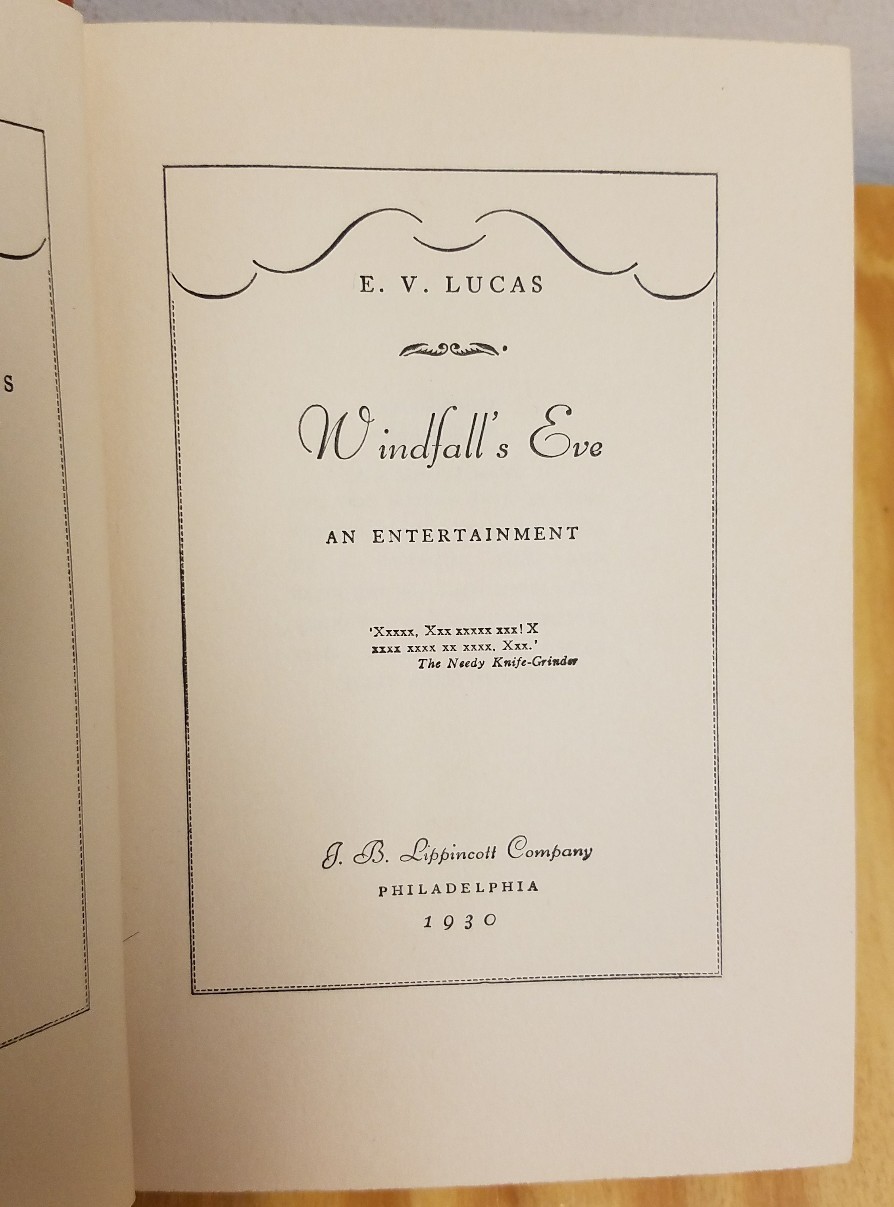 S
E. V. LUCAS
Windfall's Eve
AN ENTERTAINMENT
'Xxxxx, Xxx xxxxx xxx! X
xxxx xxxx xx xxxx, Xxx.'
The Needy Knife-Grinder
J. B. Lippincott Company
PHILADELPHIA
1930